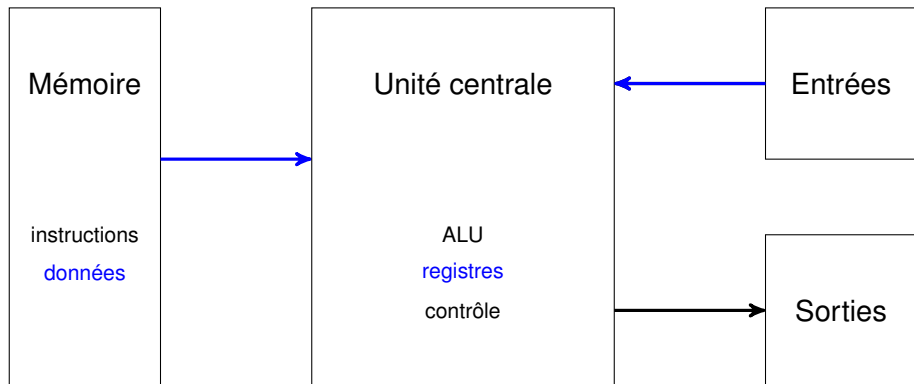 Mémoire
instructions
données
Unité centrale
ALU
registres
contrôle
Entrées
Sorties